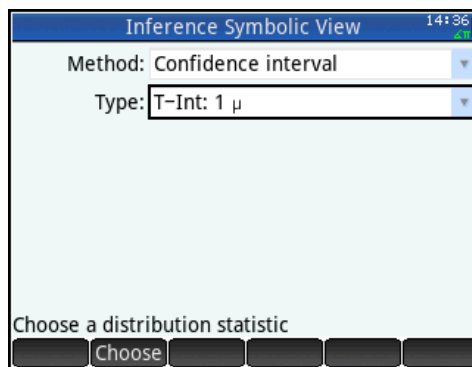 Inference Symbolic View
14:36
∡π
Method: Confidence interval
Type: T-Int: 1 μ
Choose a distribution statistic
Choose